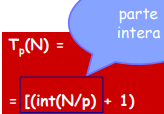 parte
intera
Tp(N) =
= [(int(N/p) + 1)